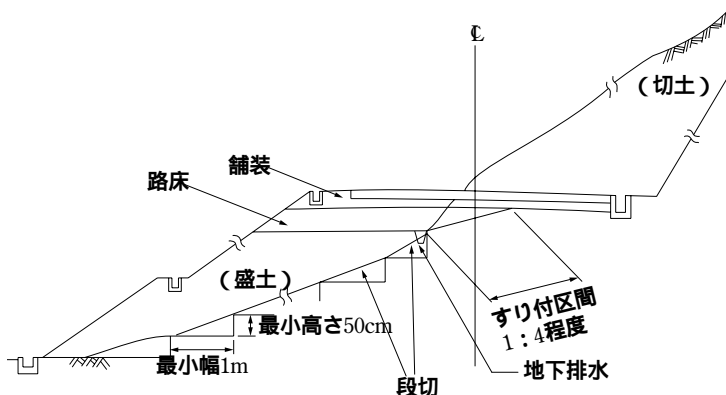 ℄
(切土)
舗装
路床
(盛土)
最小高さ50cm
すり付区間
1:4程度
最小幅1m
地下排水
段切